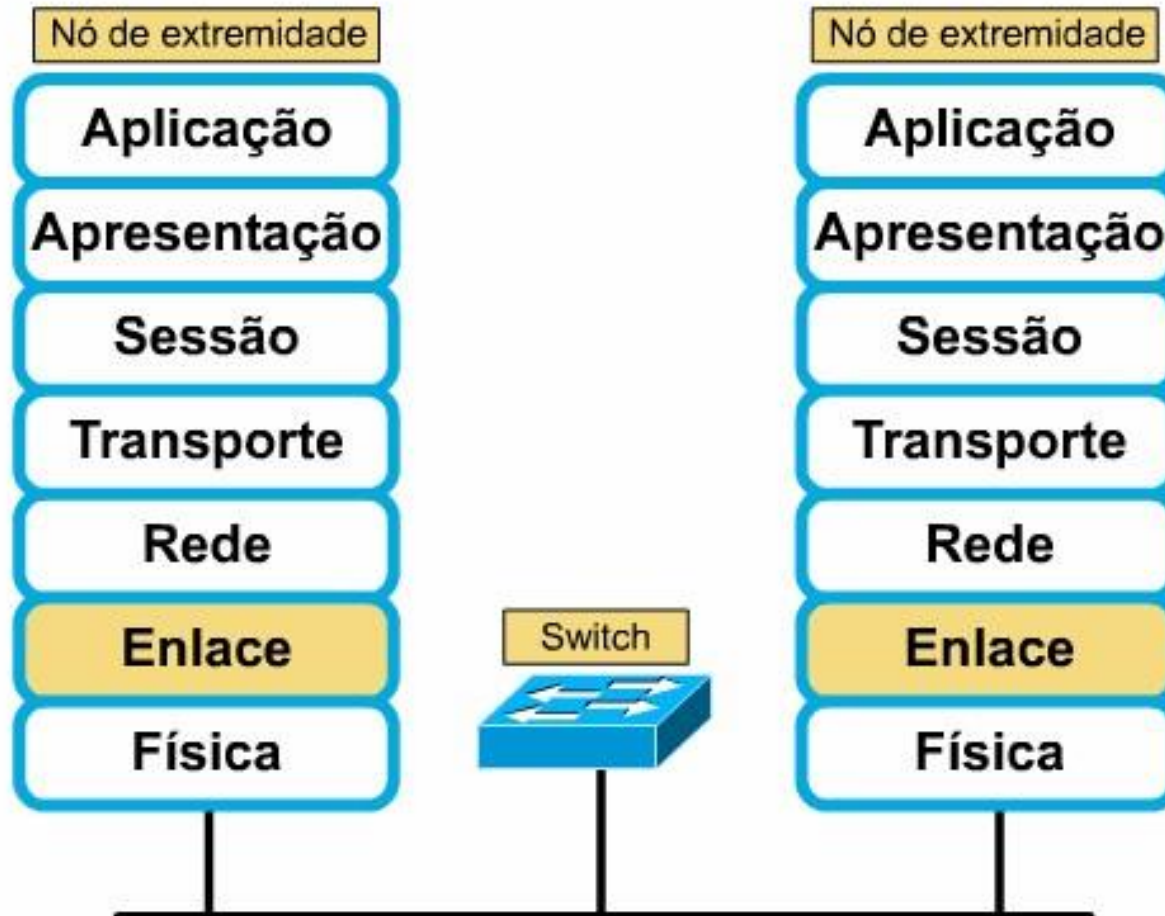 Nó de extremidade
Aplicação
Apresentação
Sessão
Transporte
Rede
Enlace
Física
Switch
Nó de extremidade
Aplicação
Apresentação
Sessão
Transporte
Rede
Enlace
Física